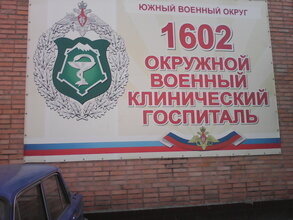 ЮЖНЫЙ ВОЕННЫЙ ОКРУГ
1602
ОКРУЖНОЙ
ВОЕННЫЙ
КЛИНИЧЕСКИЙ
ГОСПИТАЛЬ